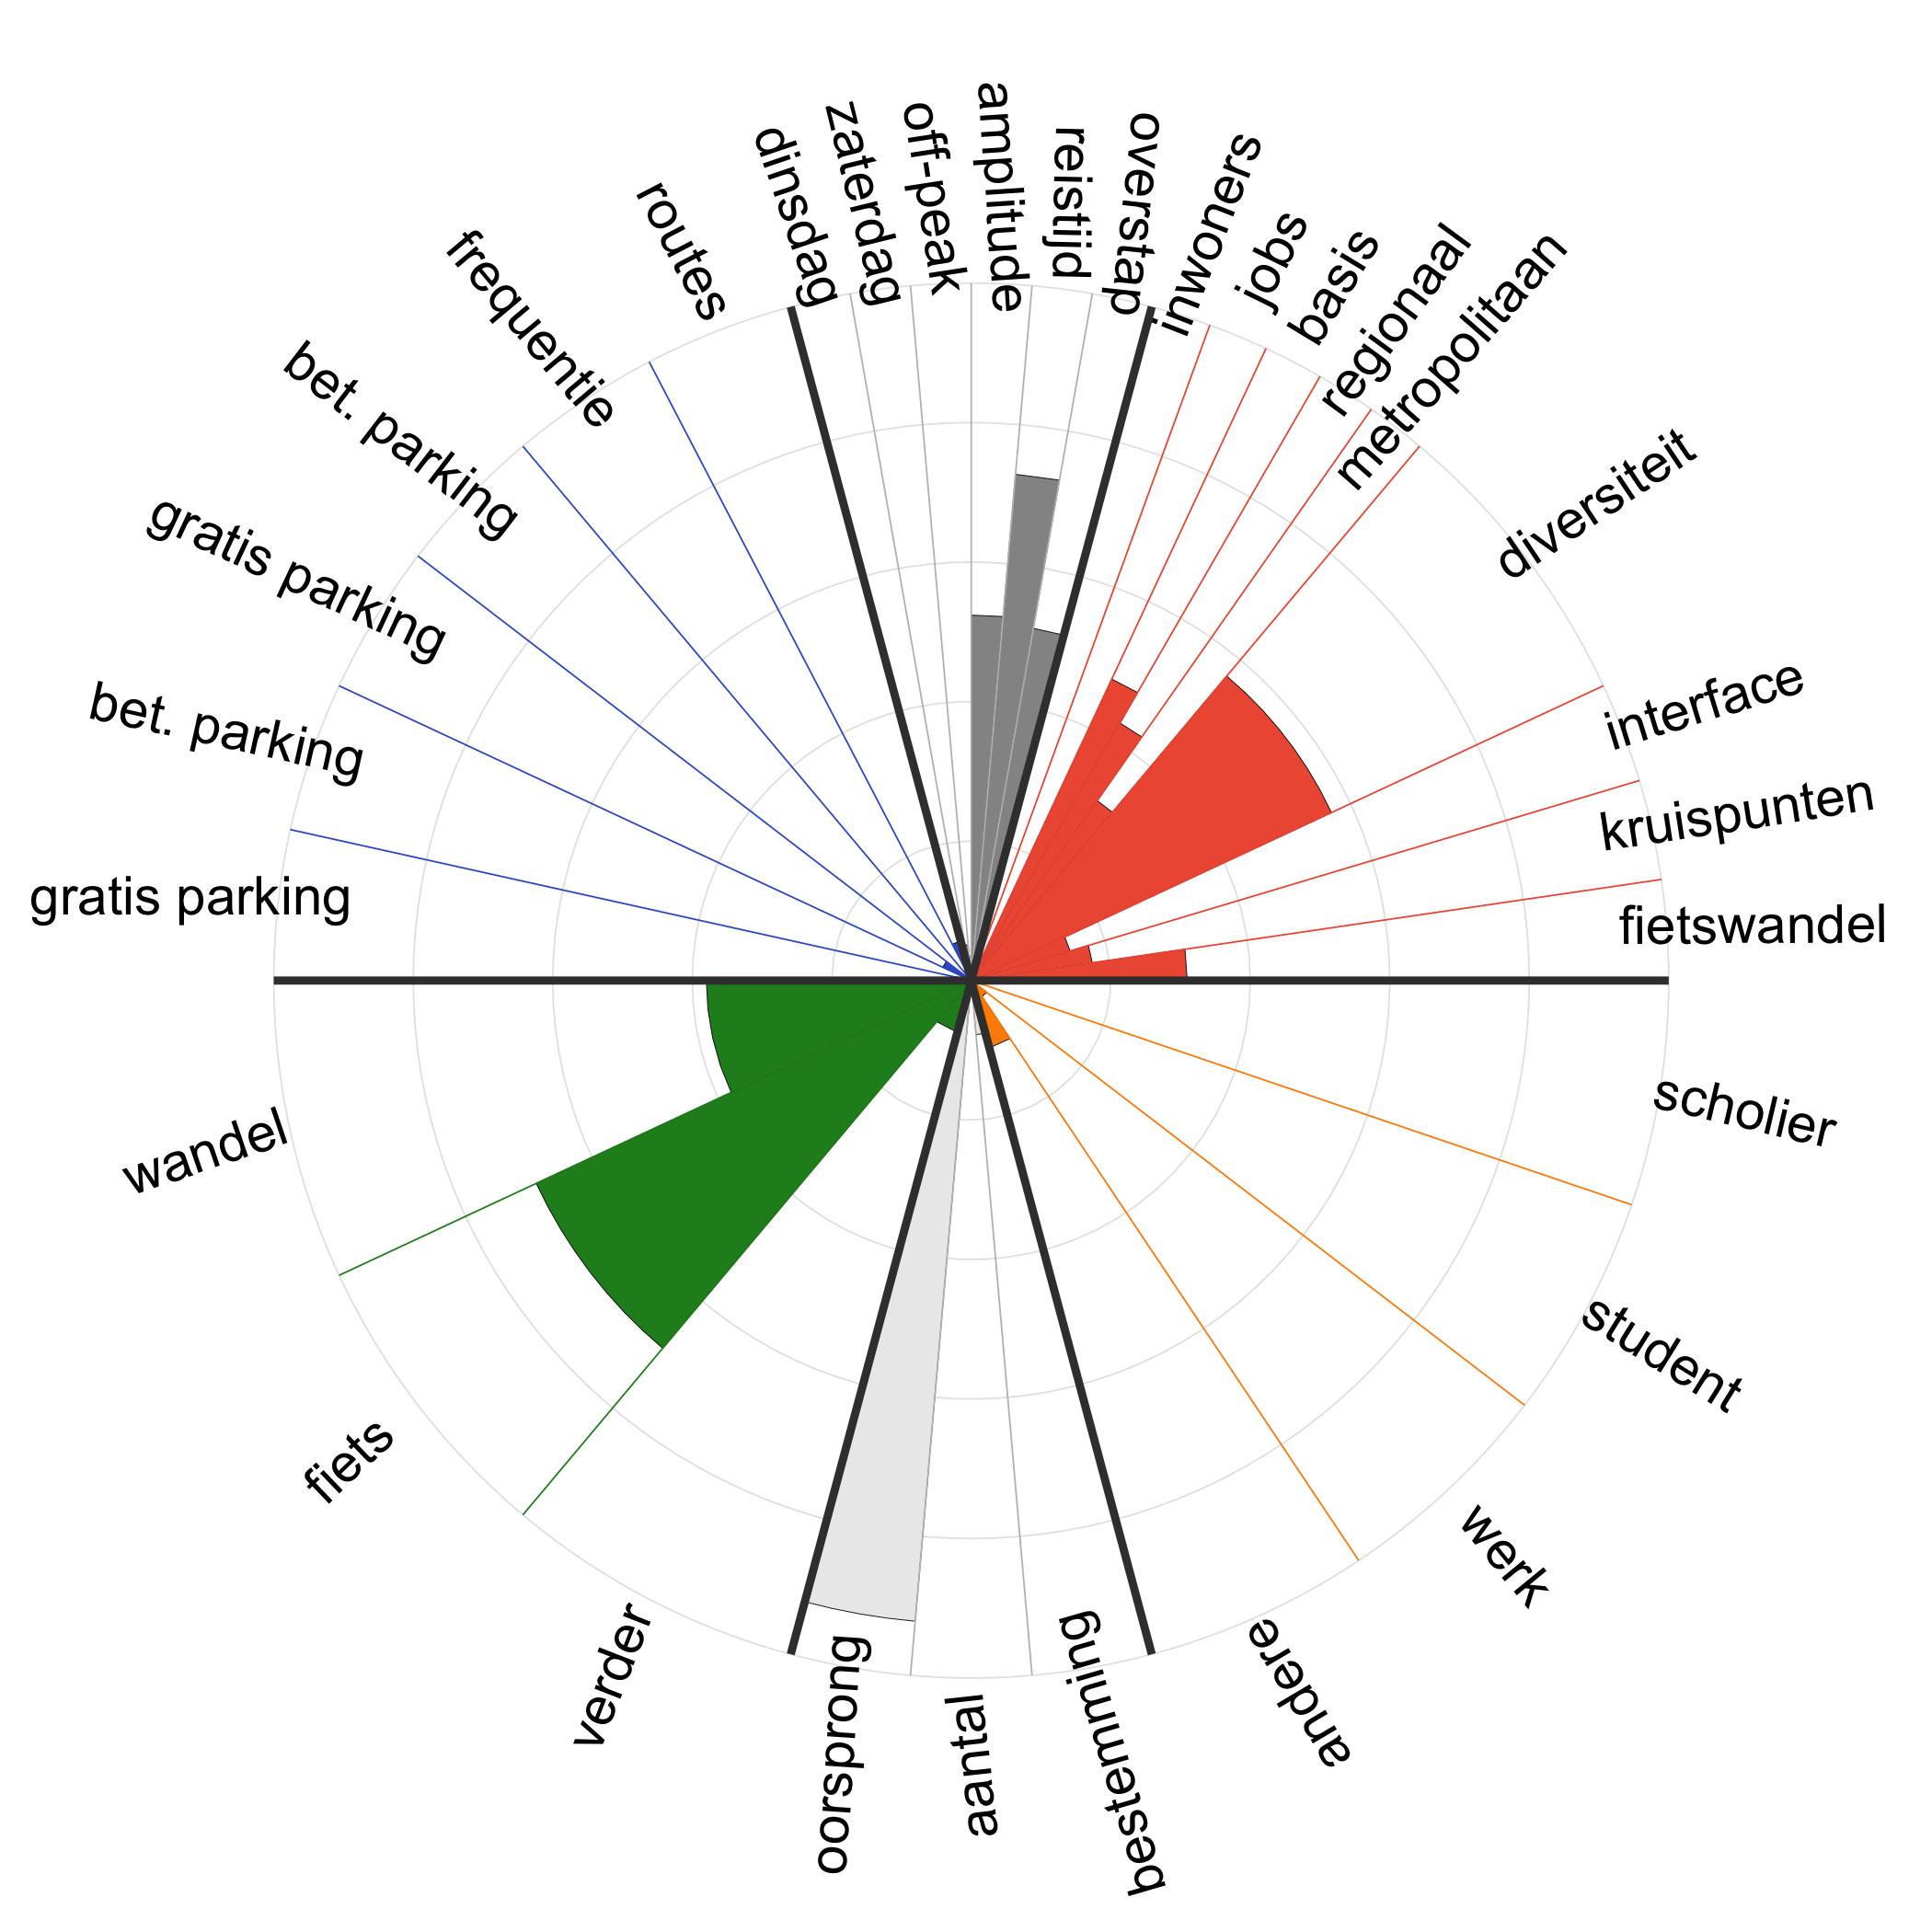 dinsdag
zaterdag
off-peak
amplitude
reistijd
overstap
inwoners
jobs
basis
regionaal
metropolitaan
diversiteit
interface
kruispunten
fietswandel
scholier
student
werk
andere
bestemming
aantal
oorsprong
verder
fiets
wandel
gratis parking
bet. parking
gratis parking
bet. parking
frequentie
routes